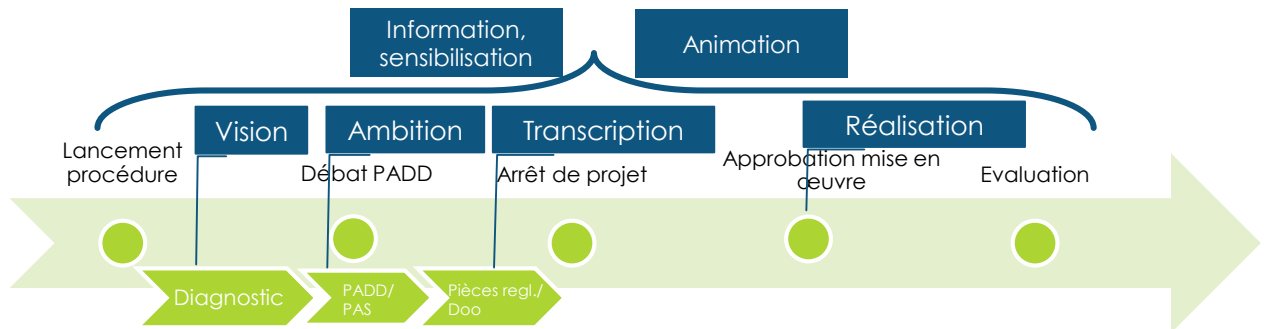 Information,
sensibilisation
Animation
Vision
Ambition
Transcription
Réalisation
Lancement
procédure
Débat PADD
Arrêt de projet
Approbation mise en
œuvre
Evaluation
Diagnostic
PADD/
PAS
Pièces regl./
Doo